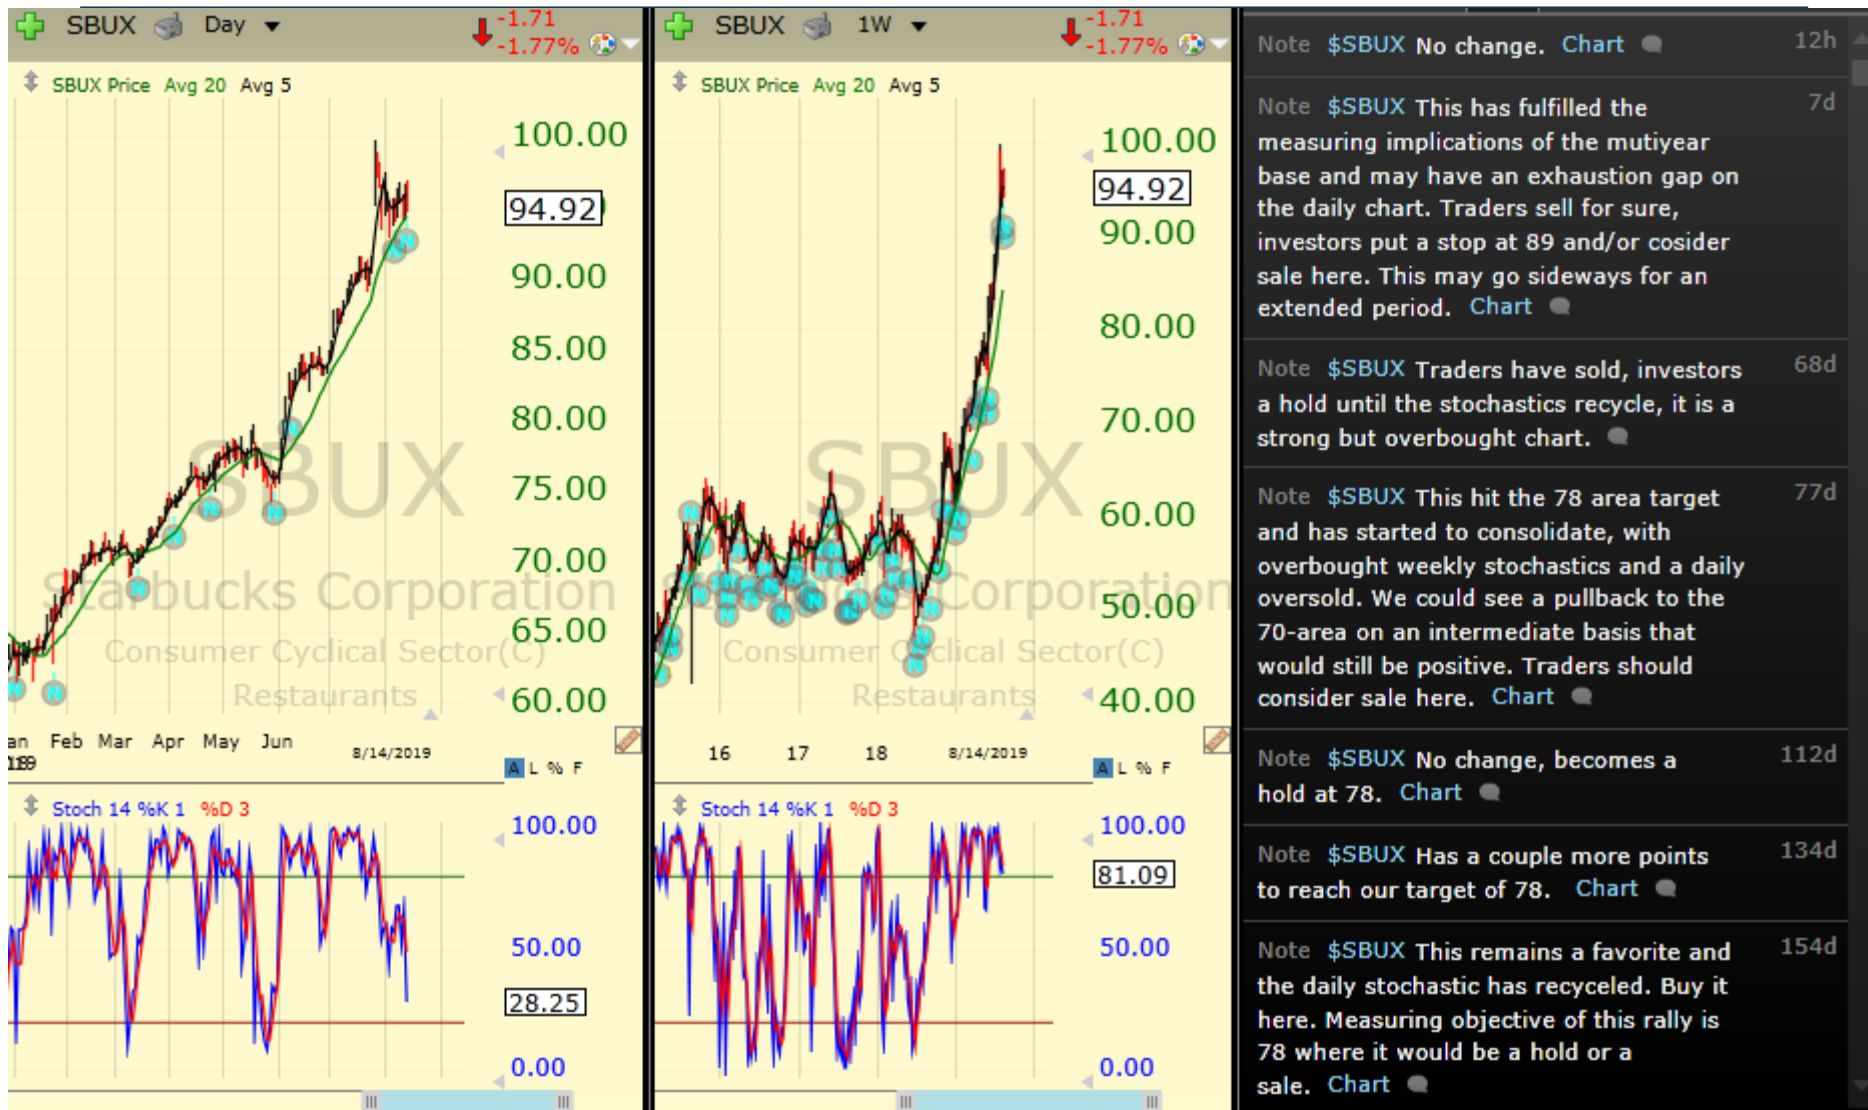 SBUX Day
-1.71
-1.77%
SBUX Price Avg 20 Avg 5
100.00
94.92
90.00
85.00
80.00
75.00
70.00
65.00
60.00
SBUX
Starbucks Corporation
Consumer Cyclical Sector(C)
Restaurants
Feb Mar Apr May Jun
8/14/2019
A L % F
Stoch 14 %K 1 %D 3
100.00
50.00
28.25
0.00
SBUX 1W
-1.71
-1.77%
SBUX Price Avg 20 Avg 5
100.00
94.92
90.00
80.00
70.00
60.00
50.00
40.00
SBUX
Starbucks Corporation
Consumer Cyclical Sector(C)
Restaurants
16 17 18 8/14/2019
A L % F
Stoch 14 %K 1 %D 3
100.00
81.09
50.00
0.00
Note $SBUX No change. Chart 12h
Note $SBUX This has fulfilled the 7d
measuring implications of the mutiyear
base and may have an exhaustion gap on
the daily chart. Traders sell for sure,
investors put a stop at 89 and/or cosider
sale here. This may go sideways for an
extended period. Chart
Note $SBUX Traders have sold, investors 68d
a hold until the stochastics recycle, it is a
strong but overbought chart.
Note $SBUX This hit the 78 area target 77d
and has started to consolidate, with
overbought weekly stochastics and a daily
oversold. We could see a pullback to the
70-area on an intermediate basis that
would still be positive. Traders should
consider sale here. Chart
Note $SBUX No change, becomes a 112d
hold at 78. Chart
Note $SBUX Has a couple more points 134d
to reach our target of 78. Chart
Note $SBUX This remains a favorite and 154d
the daily stochastic has recyceled. Buy it
here. Measuring objective of this rally is
78 where it would be a hold or a
sale. Chart